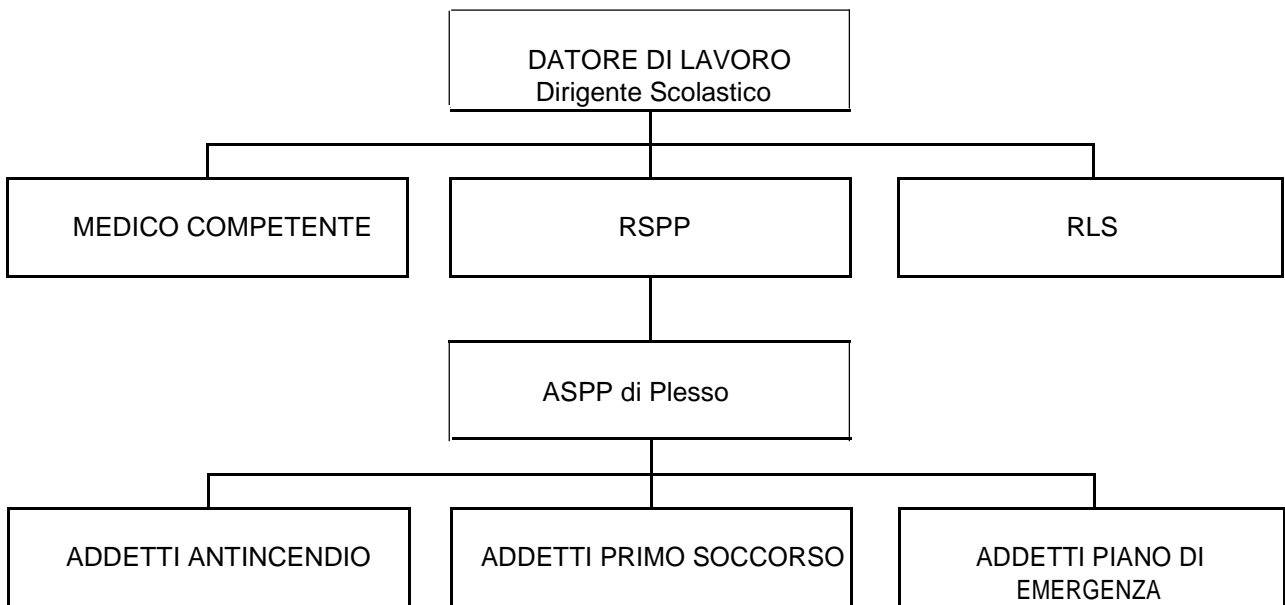 DATORE DI LAVORO
Dirigente Scolastico
MEDICO COMPETENTE
RSPP
RLS
ASPP di Plesso
ADDETTI ANTINCENDIO
ADDETTI PRIMO SOCCORSO
ADDETTI PIANO DI
EMERGENZA